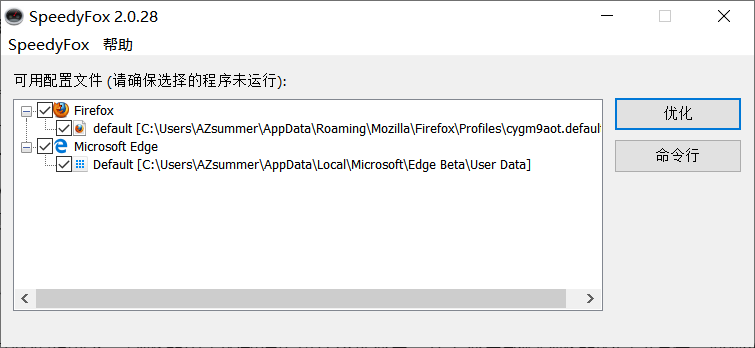 SpeedyFox 2.0.28
SpeedyFox 帮助
可用配置文件 (请确保选择的程序未运行):
Firefox
default [C:\Users\AZsummer\AppData\Roaming\Mozilla\Firefox\Profiles\cygm9aot.default
Microsoft Edge
Default [C:\Users\AZsummer\AppData\Local\Microsoft\Edge Beta\User Data]
优化
命令行